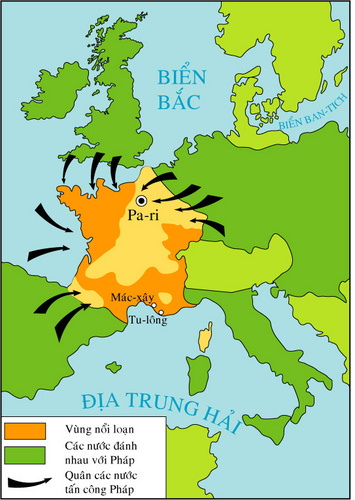 BIỂN
BẮC
BIỂN BAN-TÍCH
Pa-ri
Mác-xây
Tu-lông
ĐỊA TRUNG HẢI
Vùng nổi loạn
Các nước đánh
nhau với Pháp
Quân các nước
tấn công Pháp